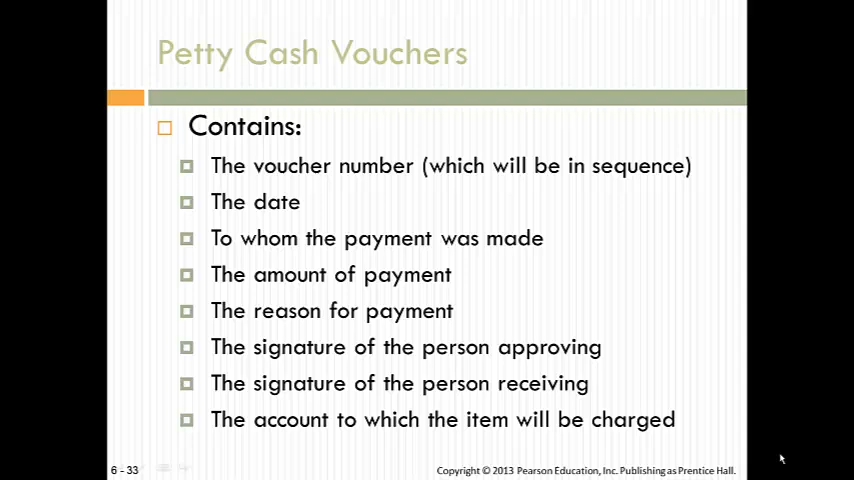 Petty Cash Vouchers
Contains:
The voucher number (which will be in sequence)
The date
To whom the payment was made
The amount of payment
The reason for payment
The signature of the person approving
The signature of the person receiving
The account to which the item will be charged
6 - 33
Copyright © 2013 Pearson Education, Inc. Publishing as Prentice Hall.